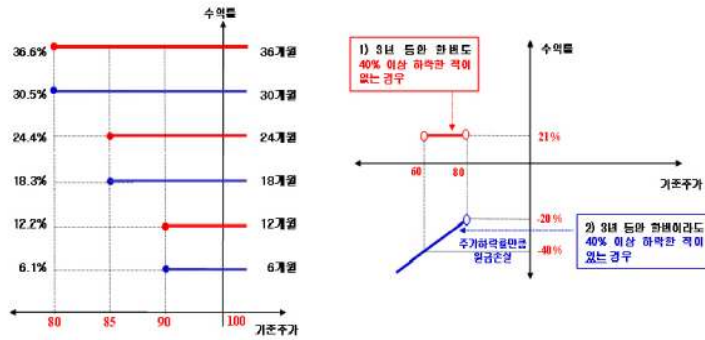 수익률
36.6%
36개월
30.5%
30개월
24.4%
24개월
18.3%
18개월
12.2%
12개월
6.1%
6개월
80
85
90
100
기준주가
수익률
1) 3년 동안 한번도
40% 이상 하락한 적이
없는 경우
21%
60
80
기준주가
-20%
-40%
주가하락률만큼
원금손실
2) 3년 동안 한번이라도
40% 이상 하락한 적이
있는 경우